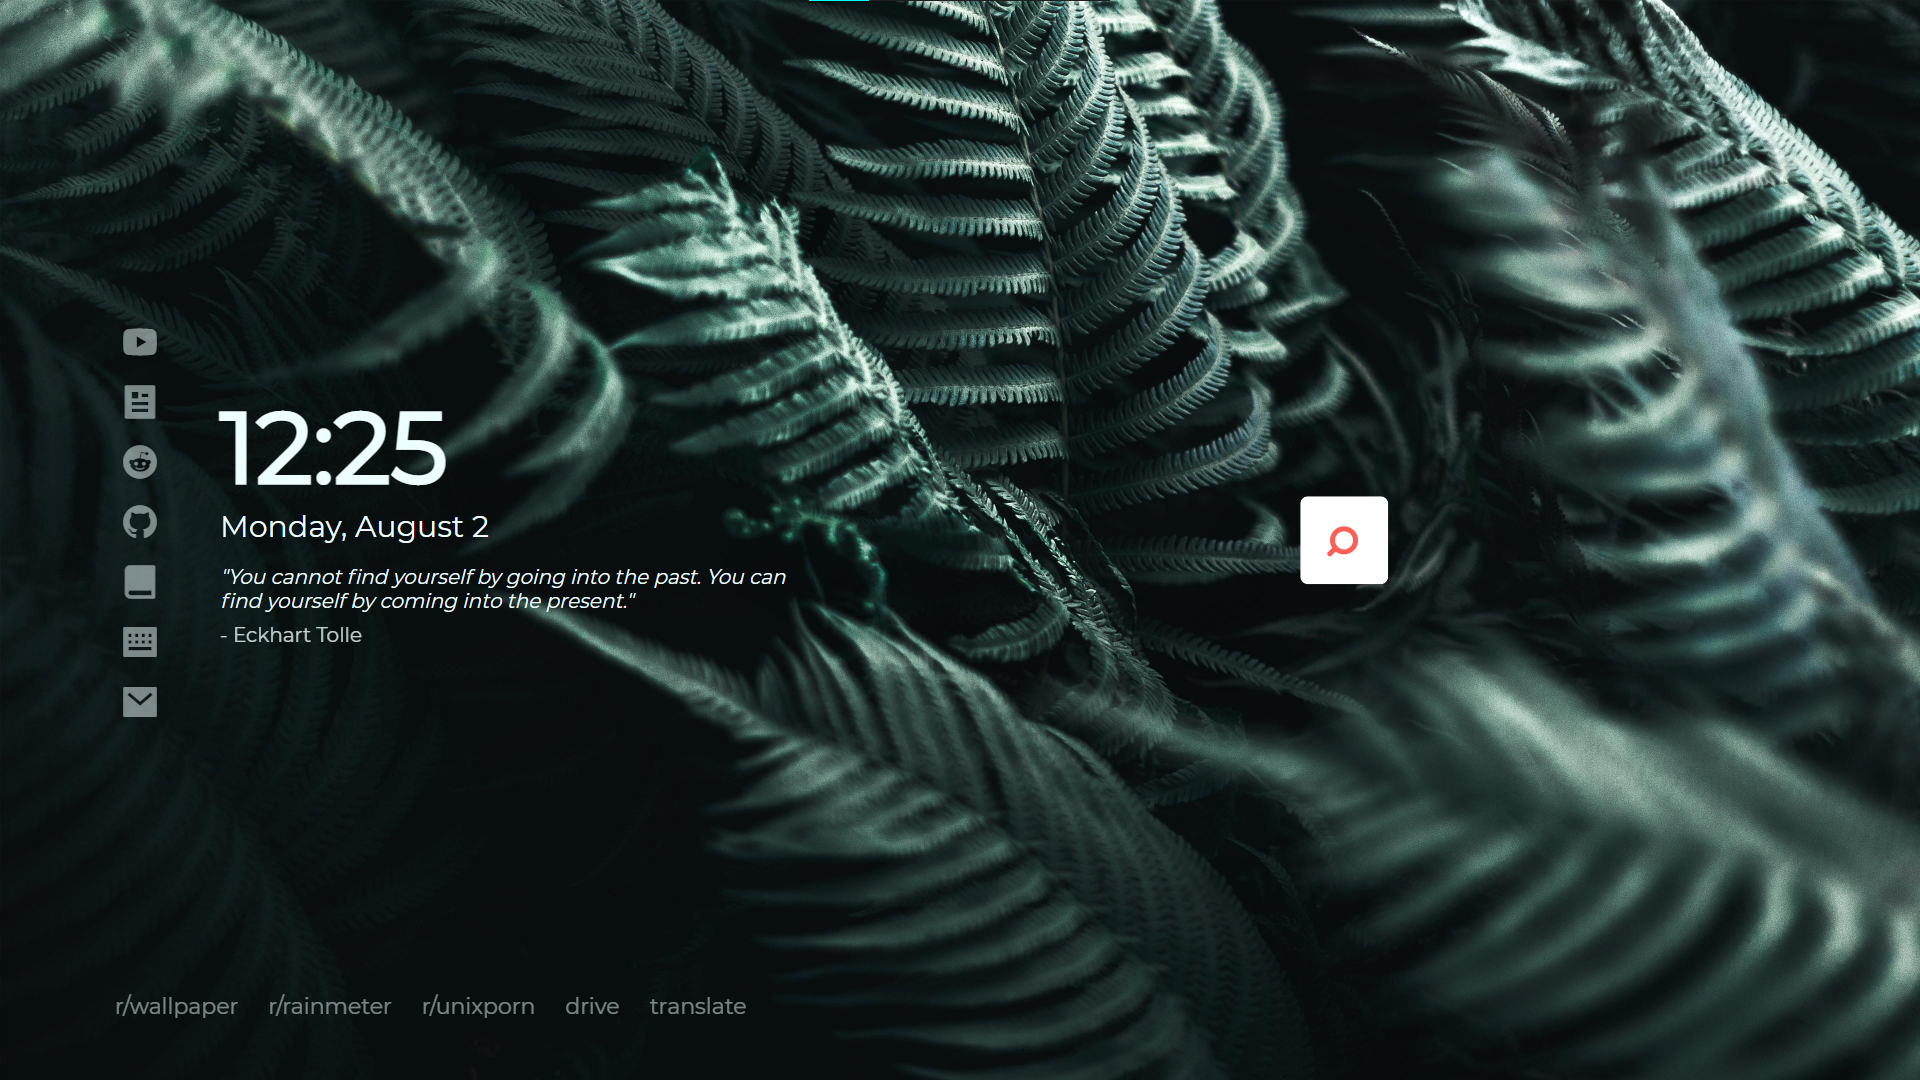 12:25
Monday, August 2
"You cannot find yourself by going into the past. You can
find yourself by coming into the present."
- Eckhart Tolle
r/wallpaper r/rainmeter r/unixporn drive translate